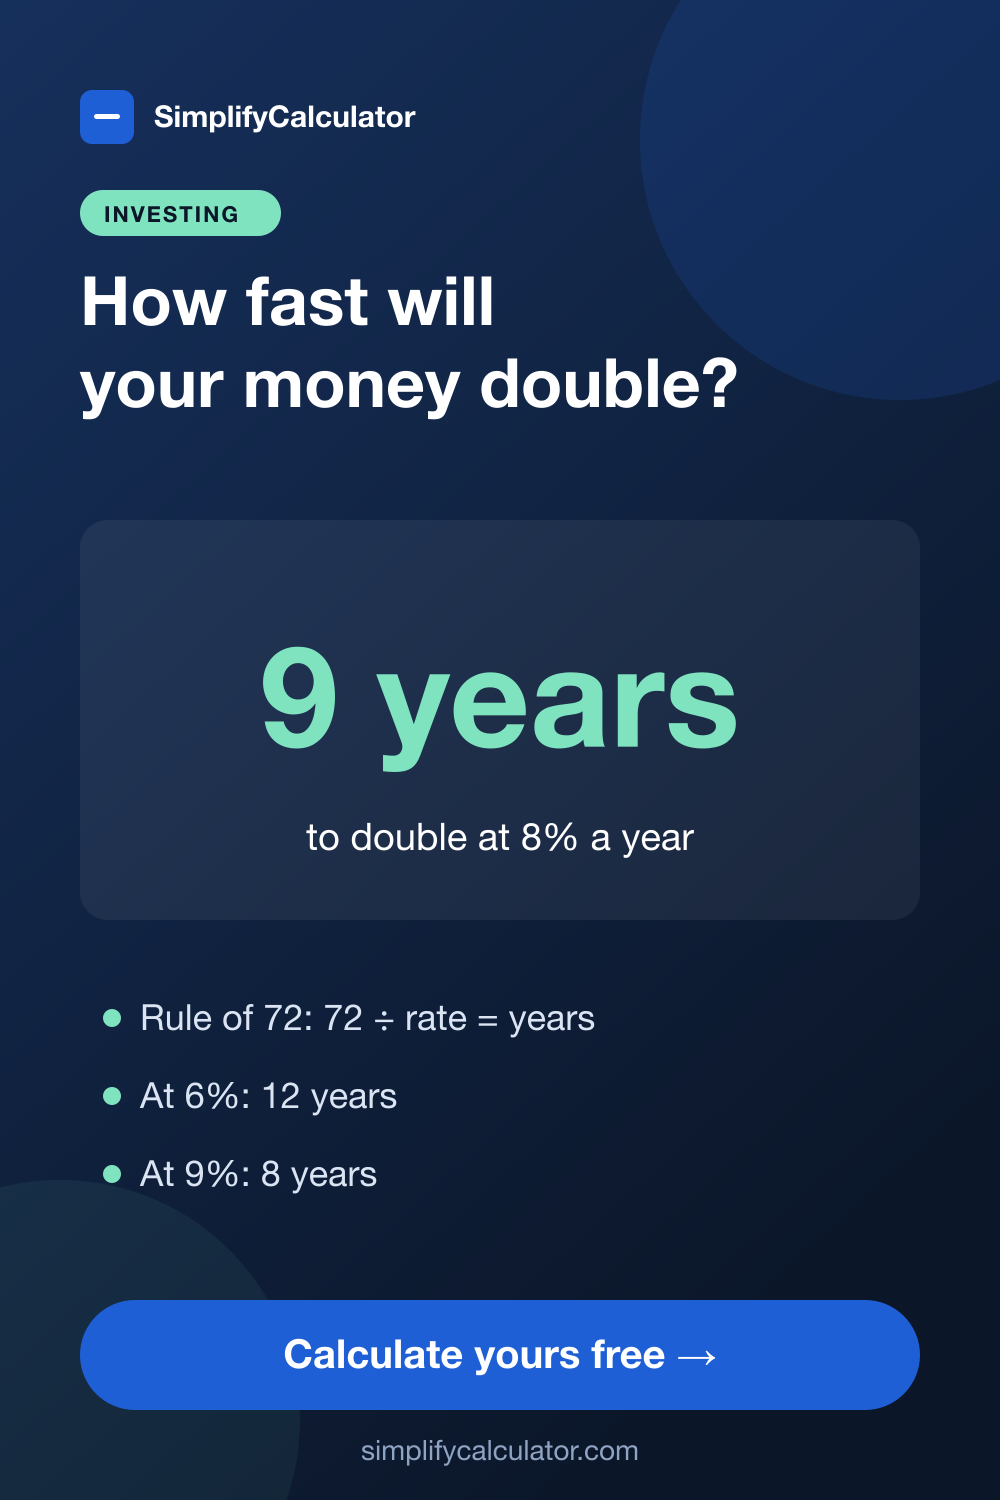 SimplifyCalculator
INVESTING
How fast will
your money double?
9 years
to double at 8% a year
Rule of 72: 72 ÷ rate = years
At 6%: 12 years
At 9%: 8 years
Calculate yours free →
simplifycalculator.com